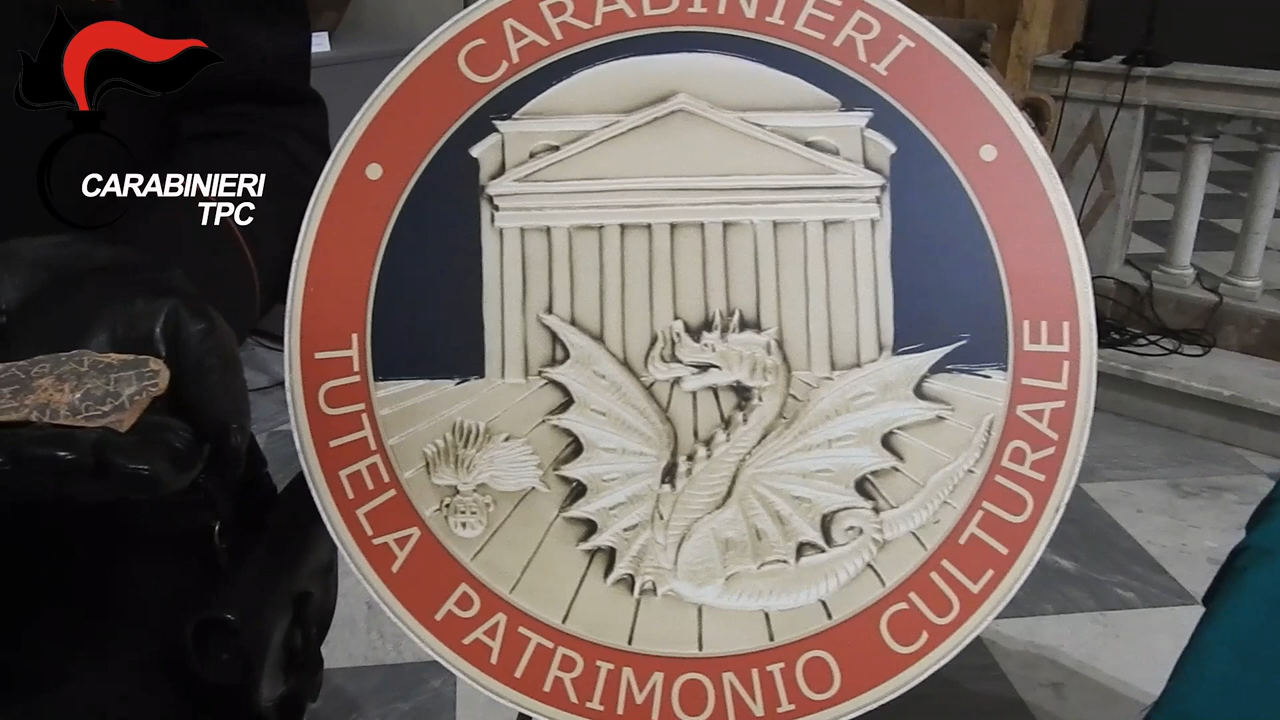 CARABINIERI
TPC
CARABINIERI
TUTELA PATRIMONIO CULTURALE